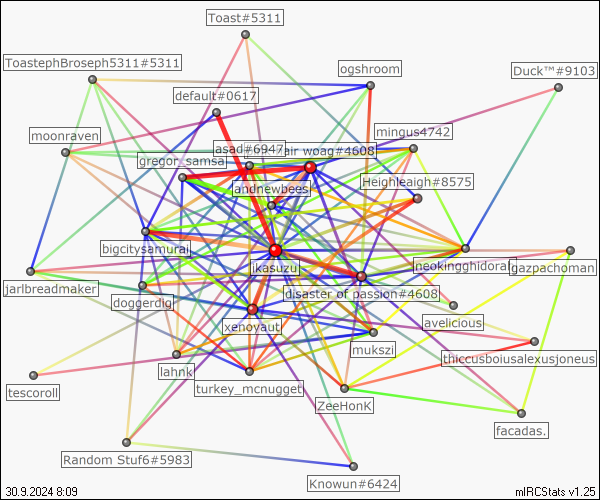 Toast#5311
ToastephBroseph5311#5311
ogshroom
Duck™#9103
default#0617
mingus4742
moonraven
asad#6947
air woag#4608
gregor_samsa
Heighleaigh#8575
andnewbees
bigcitysamurai
neokingghidorah
gazpachoman
jkasuzu
jarlbreadmaker
disaster of passion#4608
doggerdig
avelicious
xenoyaut
mukszi
thiccusboiusalexusjoneus
lahnk
turkey_mcnugget
tescoroll
ZeeHonK
facadas.
Random Stuf6#5983
Knowun#6424
30.9.2024 8:09
mIRCStats v1.25